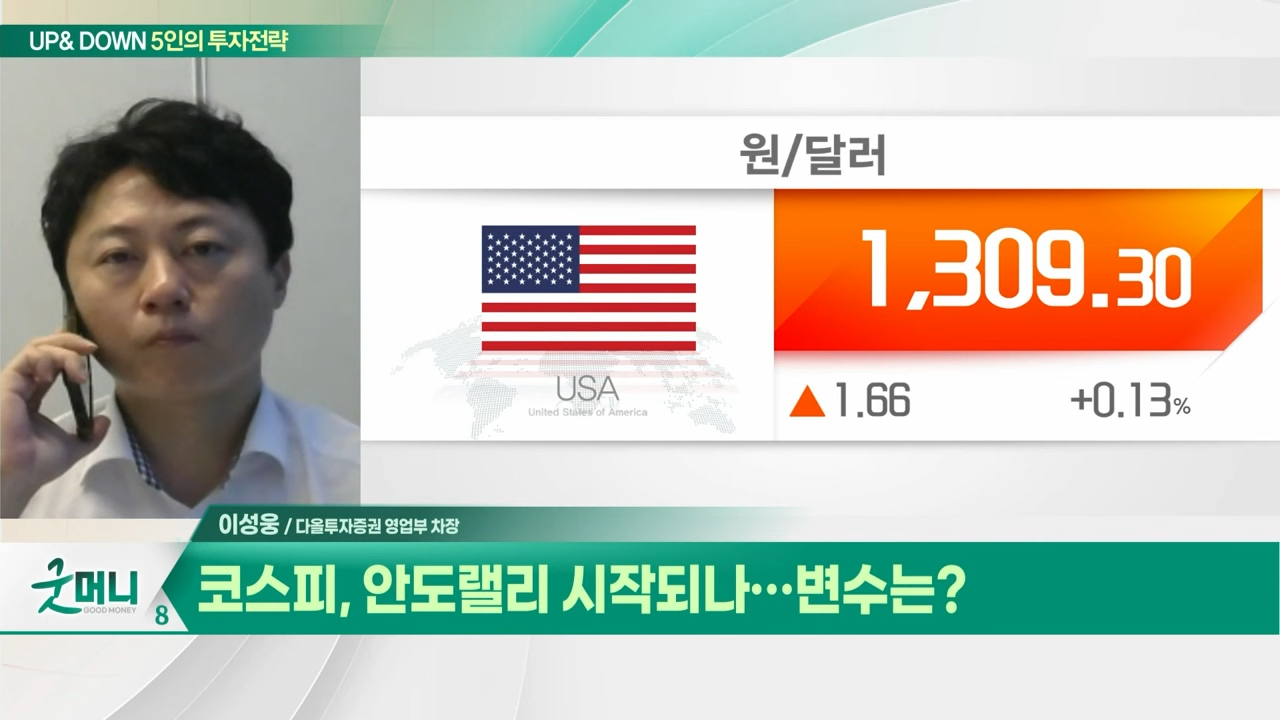 UP& DOWN 5인의 투자전략
원/달러
1,309.30
USA
United States of America
▲ 1.66 +0.13%
이성웅 / 다올투자증권 영업부 차장
굿머니
GOOD MONEY
8
코스피, 안도랠리 시작되나…변수는?